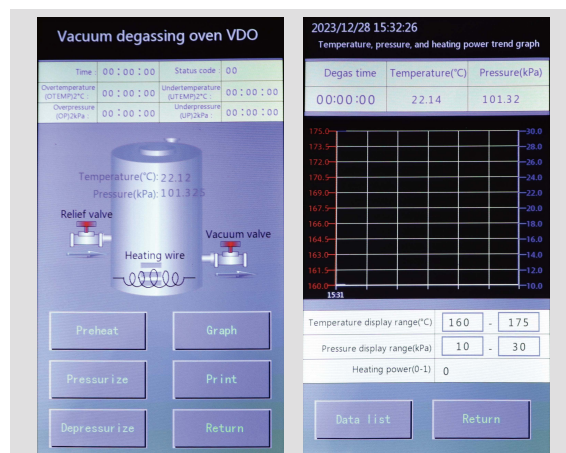 Vacuum degassing oven VDO
Time : 00:00:00 Status code 00
Overtemperature (OTEMP)2°C : 00:00:00 Undertemperature (UTEMP)2°C : 00:00:00
Overpressure (OP)2kPa 00:00:00 Underpressure (UP)2kPa : 00:00:00
Temperature(°C): 22.12
Pressure(kPa): 101.325
Relief valve
Vacuum valve
Heating wire
Preheat Graph
Pressurize Print
Depressurize Return
2023/12/28 15:32:26
Temperature, pressure, and heating power trend graph
Degas time Temperature(°C) Pressure(kPa)
00:00:00 22.14 101.32
175.0 30.0
173.5 28.0
172.0 26.0
170.5 24.0
169.0 22.0
167.5 20.0
166.0 18.0
164.5 16.0
163.0 14.0
161.5 12.0
160.0 10.0
1531
Temperature display range(°C) 160 - 175
Pressure display range(kPa) 10 - 30
Heating power(0-1) 0
Data list Return